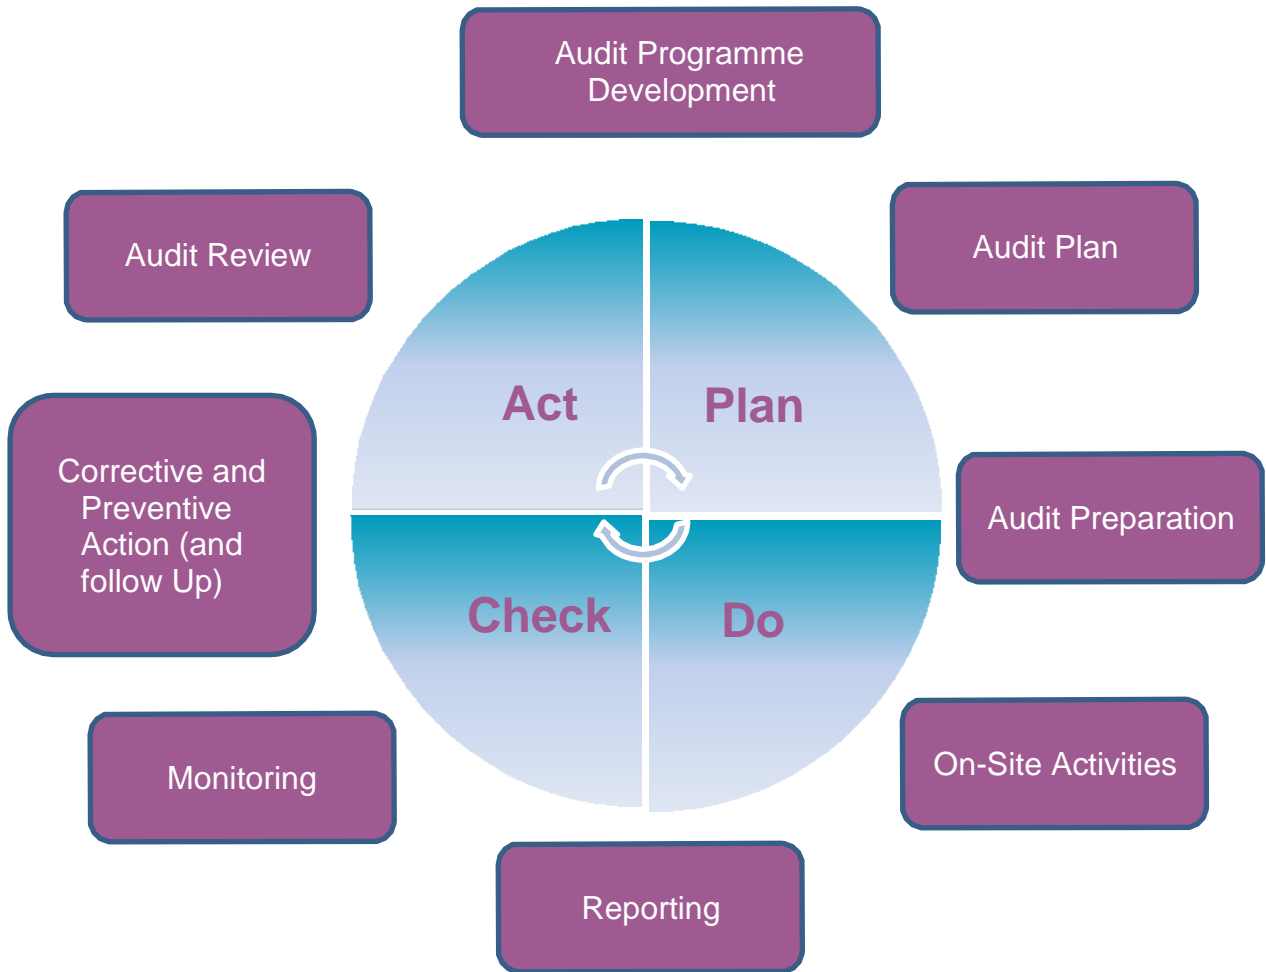 Audit Programme
Development
Audit Review
Audit Plan
Act
Plan
Corrective and
Preventive
Action (and
follow Up)
Audit Preparation
Check
Do
Monitoring
On-Site Activities
Reporting